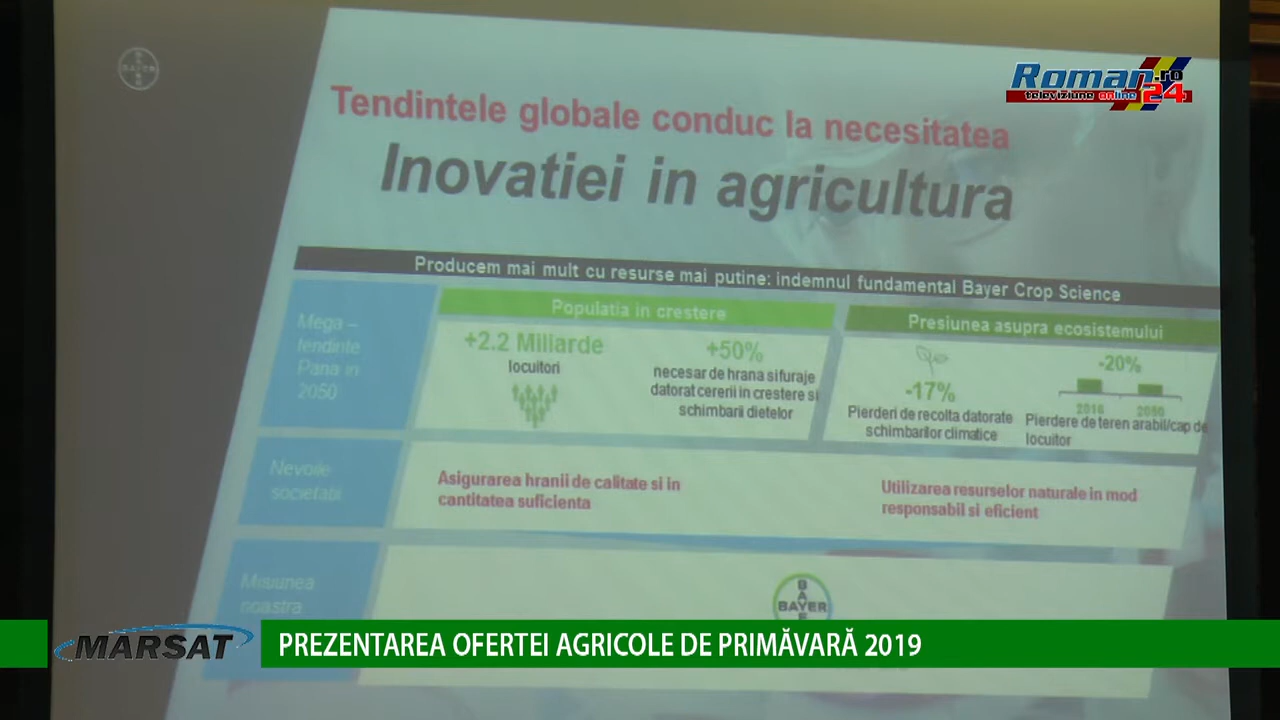 BAYER
Roman24.ro
televiziune online
Tendintele globale conduc la necesitatea
Inovatiei in agricultura
Producem mai mult cu resurse mai putine: indemnul fundamental Bayer Crop Science
Mega –
tendinte
Pana in
2050
Populatia in crestere
+2.2 Miliarde
locuitori
+50%
necesar de hrana si furaje
datorat cererii in crestere si
schimbarii dietelor
Presiunea asupra ecosistemului
-17%
Pierderi de recolta datorate
schimbarilor climatice
-20%
2016 2050
Pierdere de teren arabil/cap de
locuitor
Nevoile
societatii
Asigurarea hranii de calitate si in
cantitatea suficienta
Utilizarea resurselor naturale in mod
responsabil si eficient
Misiunea
noastra
BAYER
MARSAT
PREZENTAREA OFERTEI AGRICOLE DE PRIMĂVARĂ 2019